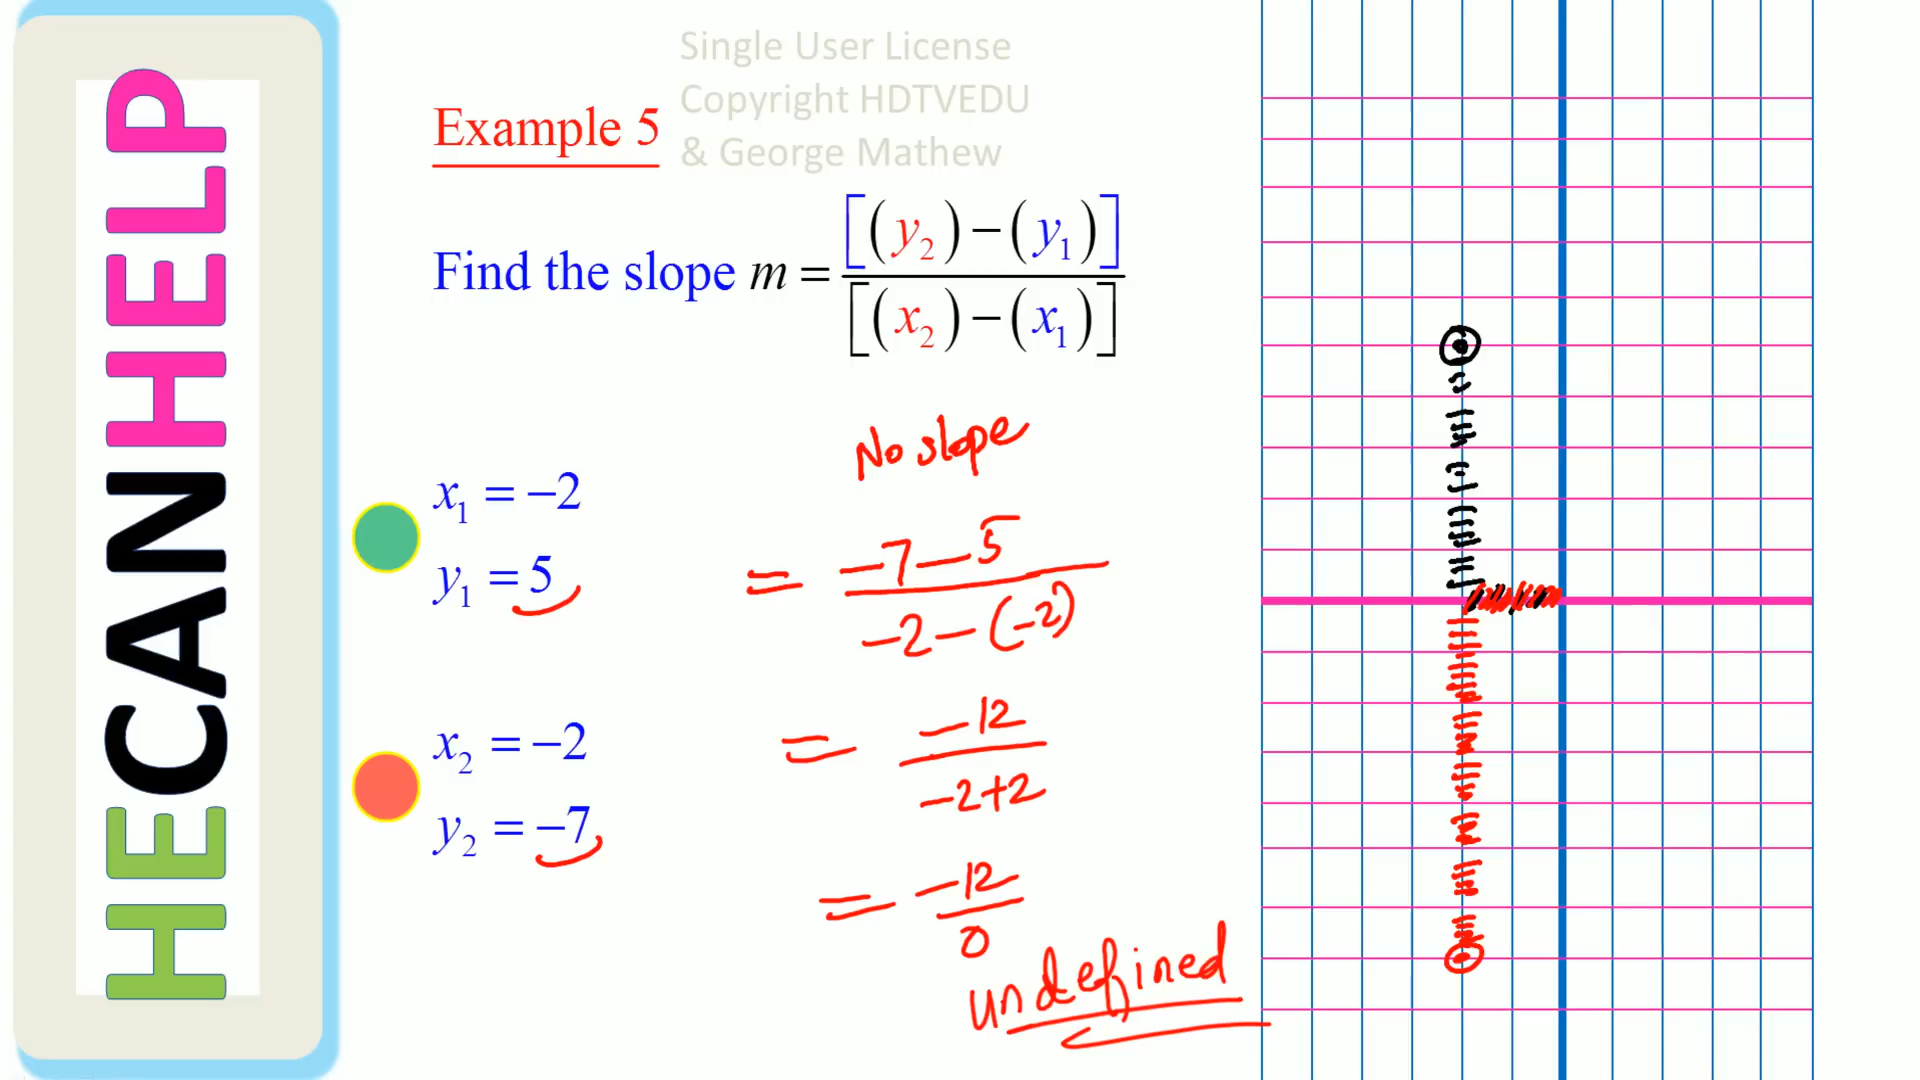 HECANHELP
Single User License
Copyright HDTVEDU
& George Mathew
Example 5
Find the slope m = [(y₂)−(y₁)] / [(x₂)−(x₁)]
No slope
x₁ = −2
y₁ = 5
x₂ = −2
y₂ = −7
= −7−5 / −2−(−2)
= −12 / −2+2
= −12 / 0
undefined